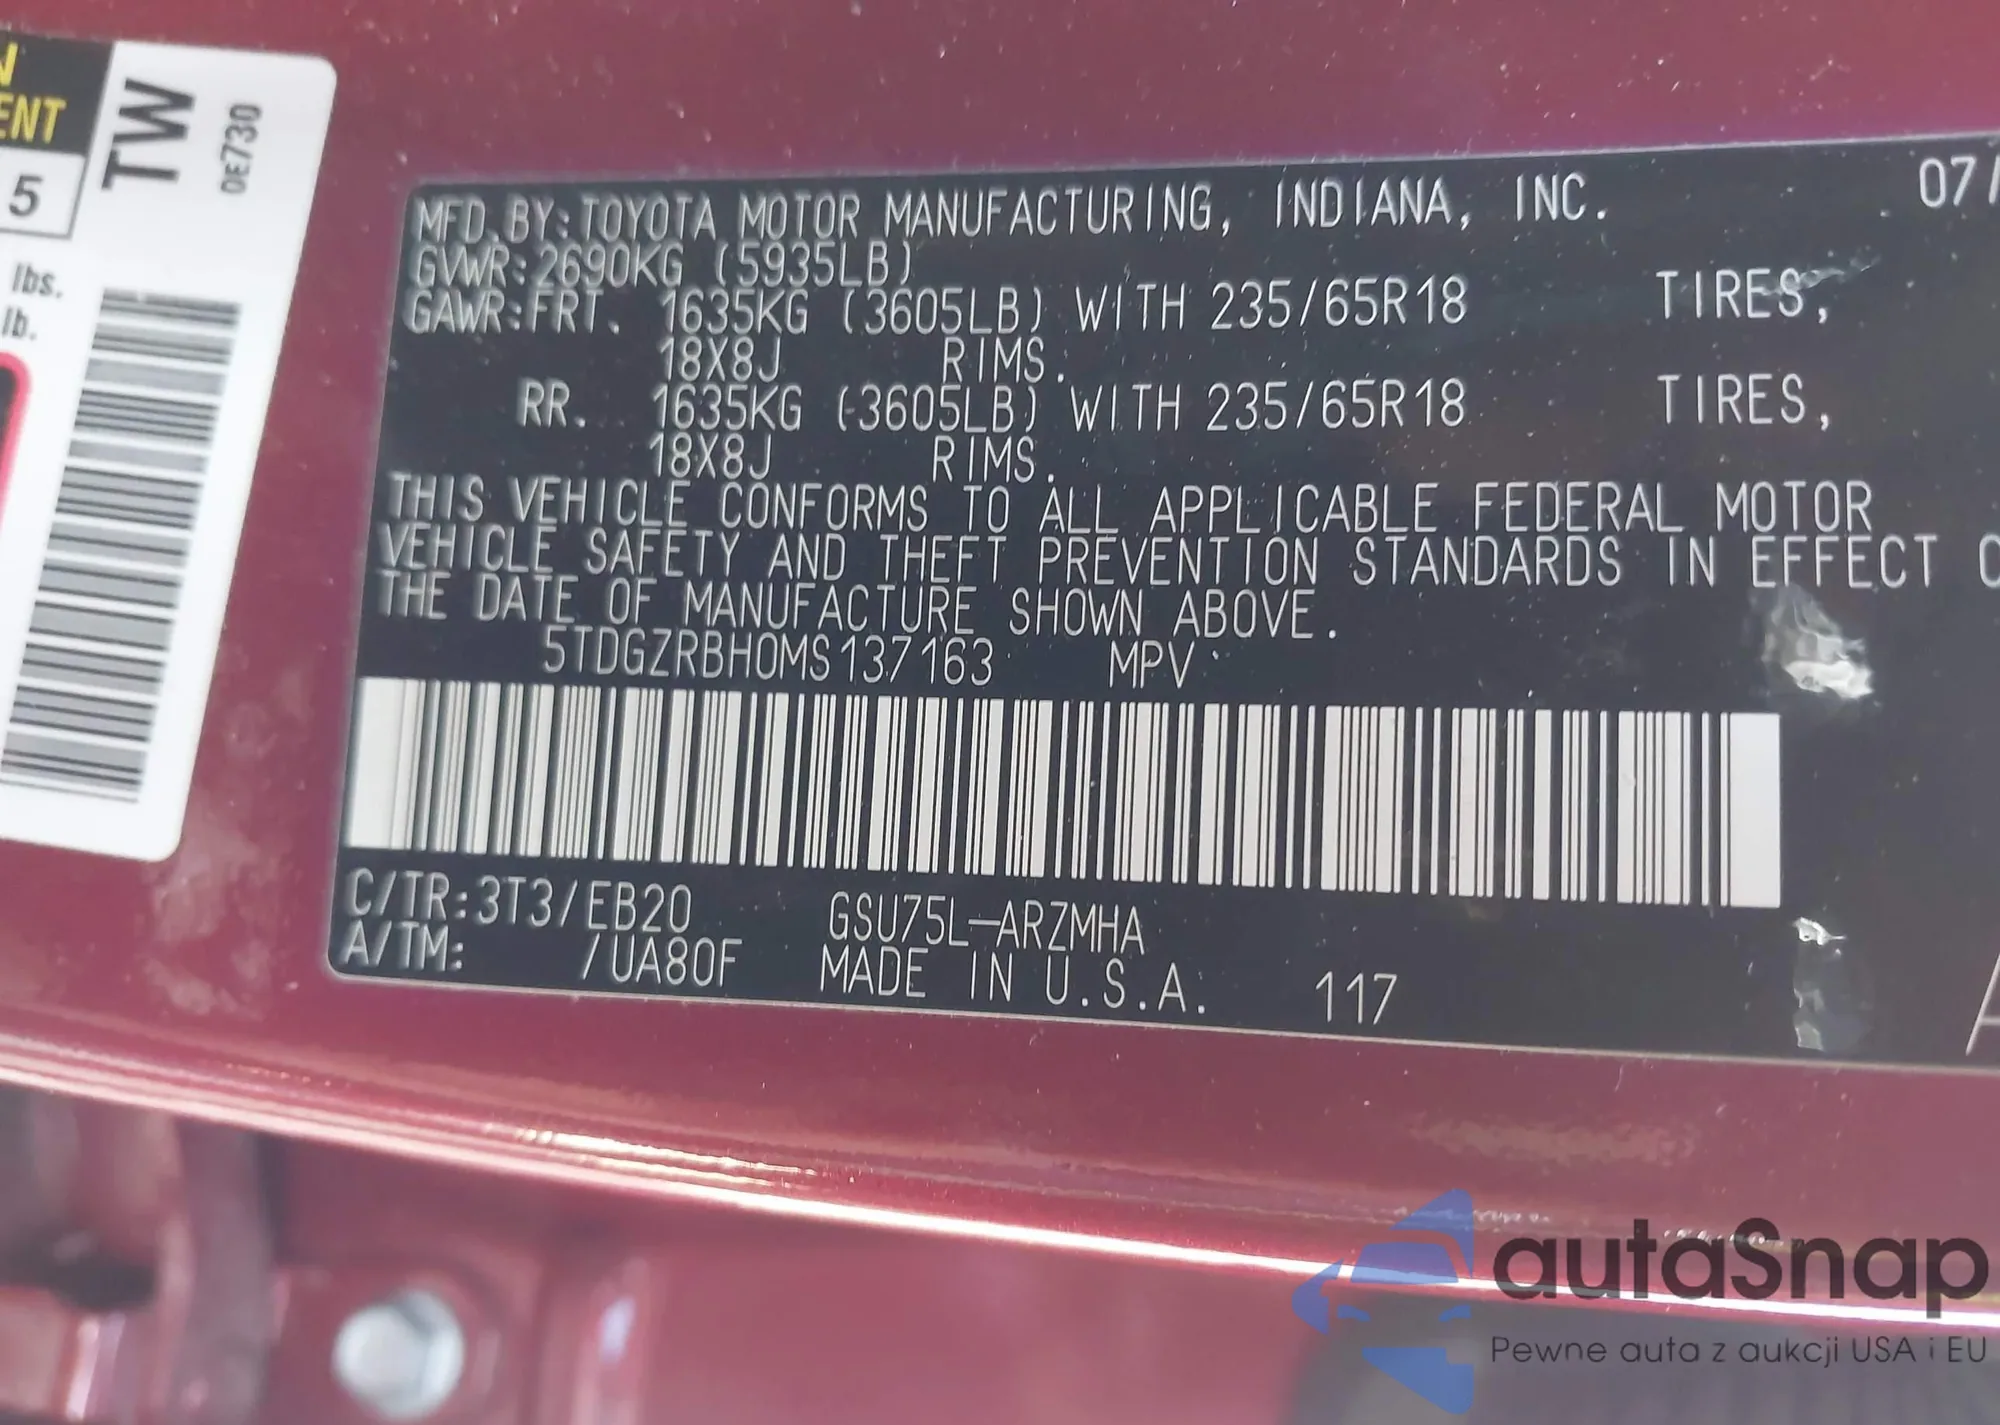 N
ENT
5
lbs.
lb.
TW
0E730
07/
MFD.BY:TOYOTA MOTOR MANUFACTURING, INDIANA, INC.
GVWR:2690KG (5935LB)
GAWR:FRT. 1635KG (3605LB) WITH 235/65R18 TIRES,
18X8J RIMS.
RR. 1635KG (3605LB) WITH 235/65R18 TIRES,
18X8J RIMS.
THIS VEHICLE CONFORMS TO ALL APPLICABLE FEDERAL MOTOR
VEHICLE SAFETY AND THEFT PREVENTION STANDARDS IN EFFECT
THE DATE OF MANUFACTURE SHOWN ABOVE.
5TDGZRBH0MS137163 MPV
C/TR:3T3/EB20 GSU75L-ARZMHA
A/TM: /UA80F MADE IN U.S.A. 117
autaSnap
Pewne auta z aukcji USA i EU